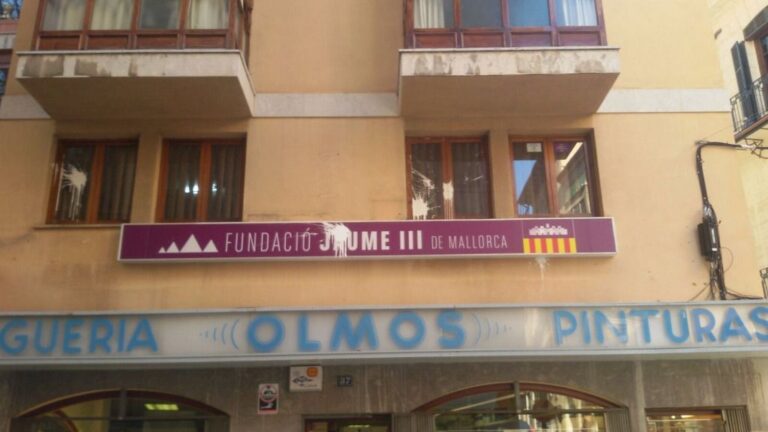 FUNDACIÓ JAUME III DE MALLORCA
GUERIA OLMOS PINTURAS
37